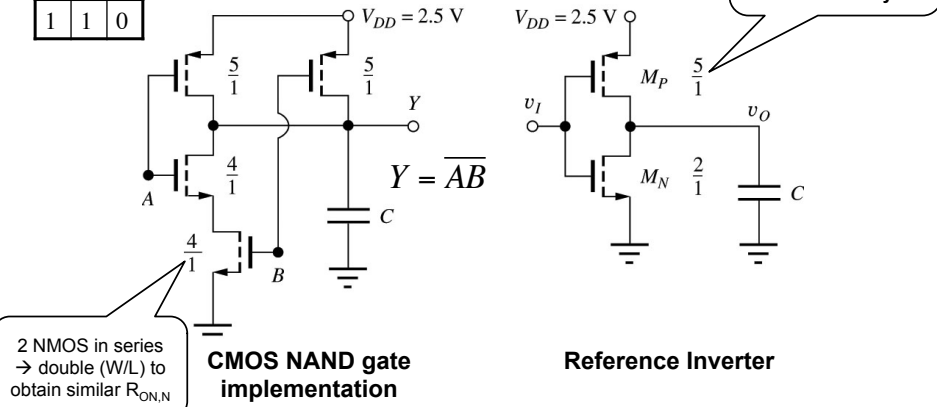 1 1 0
V_DD = 2.5 V
5/1
5/1
Y
A
4/1
Y = \overline{AB}
C
4/1
B
2 NMOS in series
→ double (W/L) to
obtain similar R_ON,N
CMOS NAND gate
implementation
V_DD = 2.5 V
M_P 5/1
v_I
v_O
M_N 2/1
C
Reference Inverter